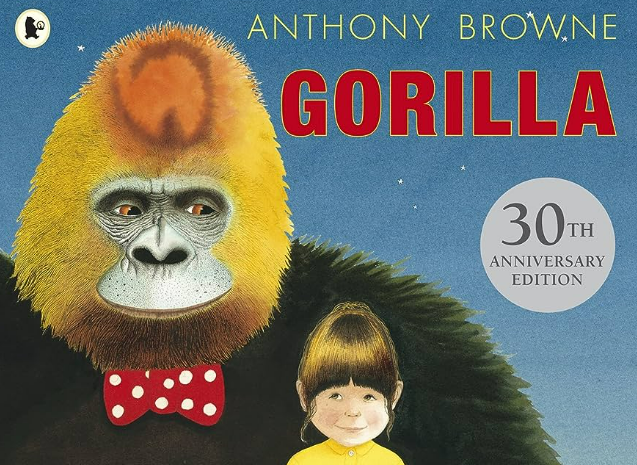 ANTHONY BROWNE
GORILLA
30TH
ANNIVERSARY
EDITION